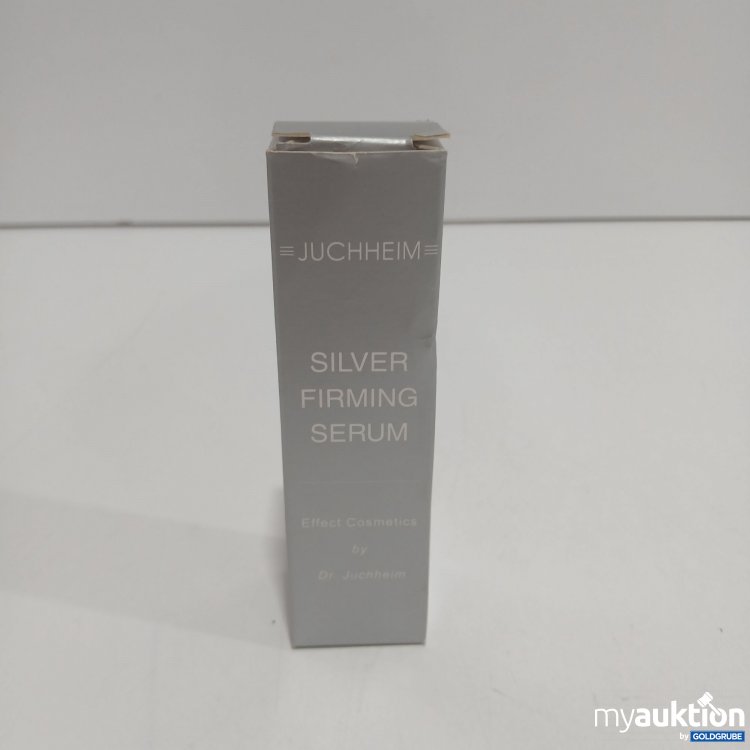 JUCHHEIM
SILVER
FIRMING
SERUM
Effect Cosmetics
by
Dr. Juchheim
myauktion
by GOLDGRUBE